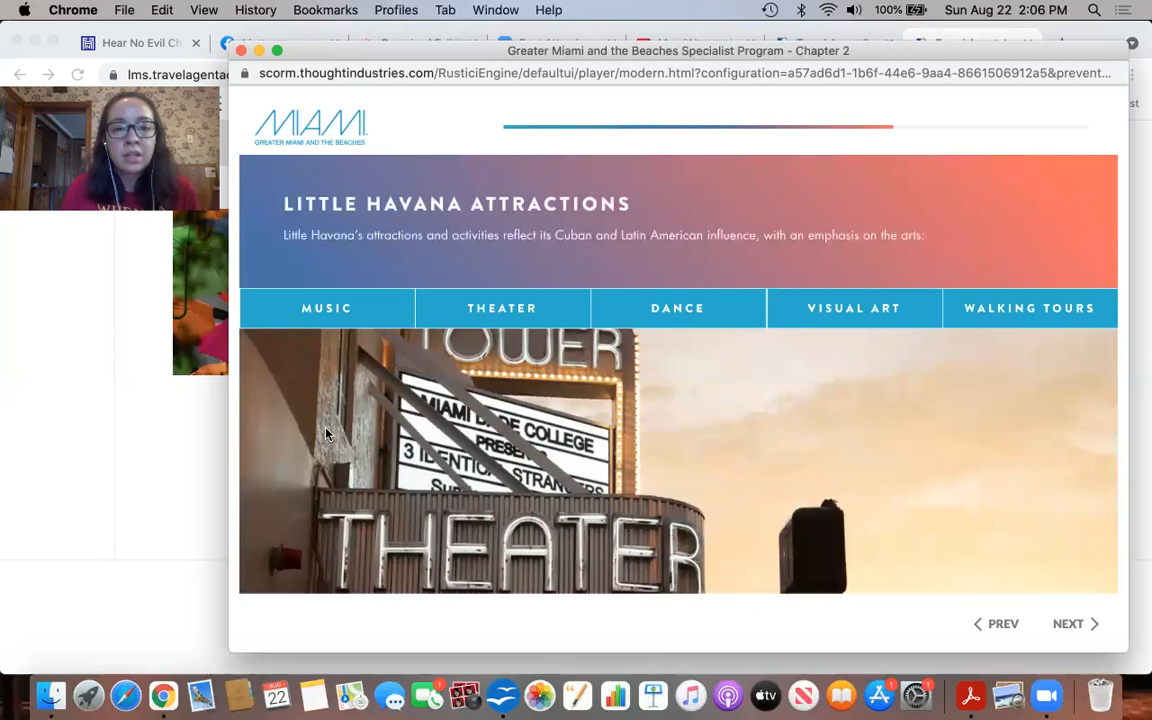 Chrome File Edit View History Bookmarks Profiles Tab Window Help 100% Sun Aug 22 2:06 PM
Hear No Evil Ch
Greater Miami and the Beaches Specialist Program - Chapter 2
lms.travelagentac
scorm.thoughtindustries.com/RusticiEngine/defaultui/player/modern.html?configuration=a57ad6d1-1b6f-44e6-9aa4-8661506912a5&prevent...
MIAMI
GREATER MIAMI AND THE BEACHES
LITTLE HAVANA ATTRACTIONS
Little Havana's attractions and activities reflect its Cuban and Latin American influence, with an emphasis on the arts:
MUSIC THEATER DANCE VISUAL ART WALKING TOURS
TOWER
MIAMI DADE COLLEGE
PRESENTS
3 IDENTICAL STRANGERS
THEATER
PREV NEXT
tv